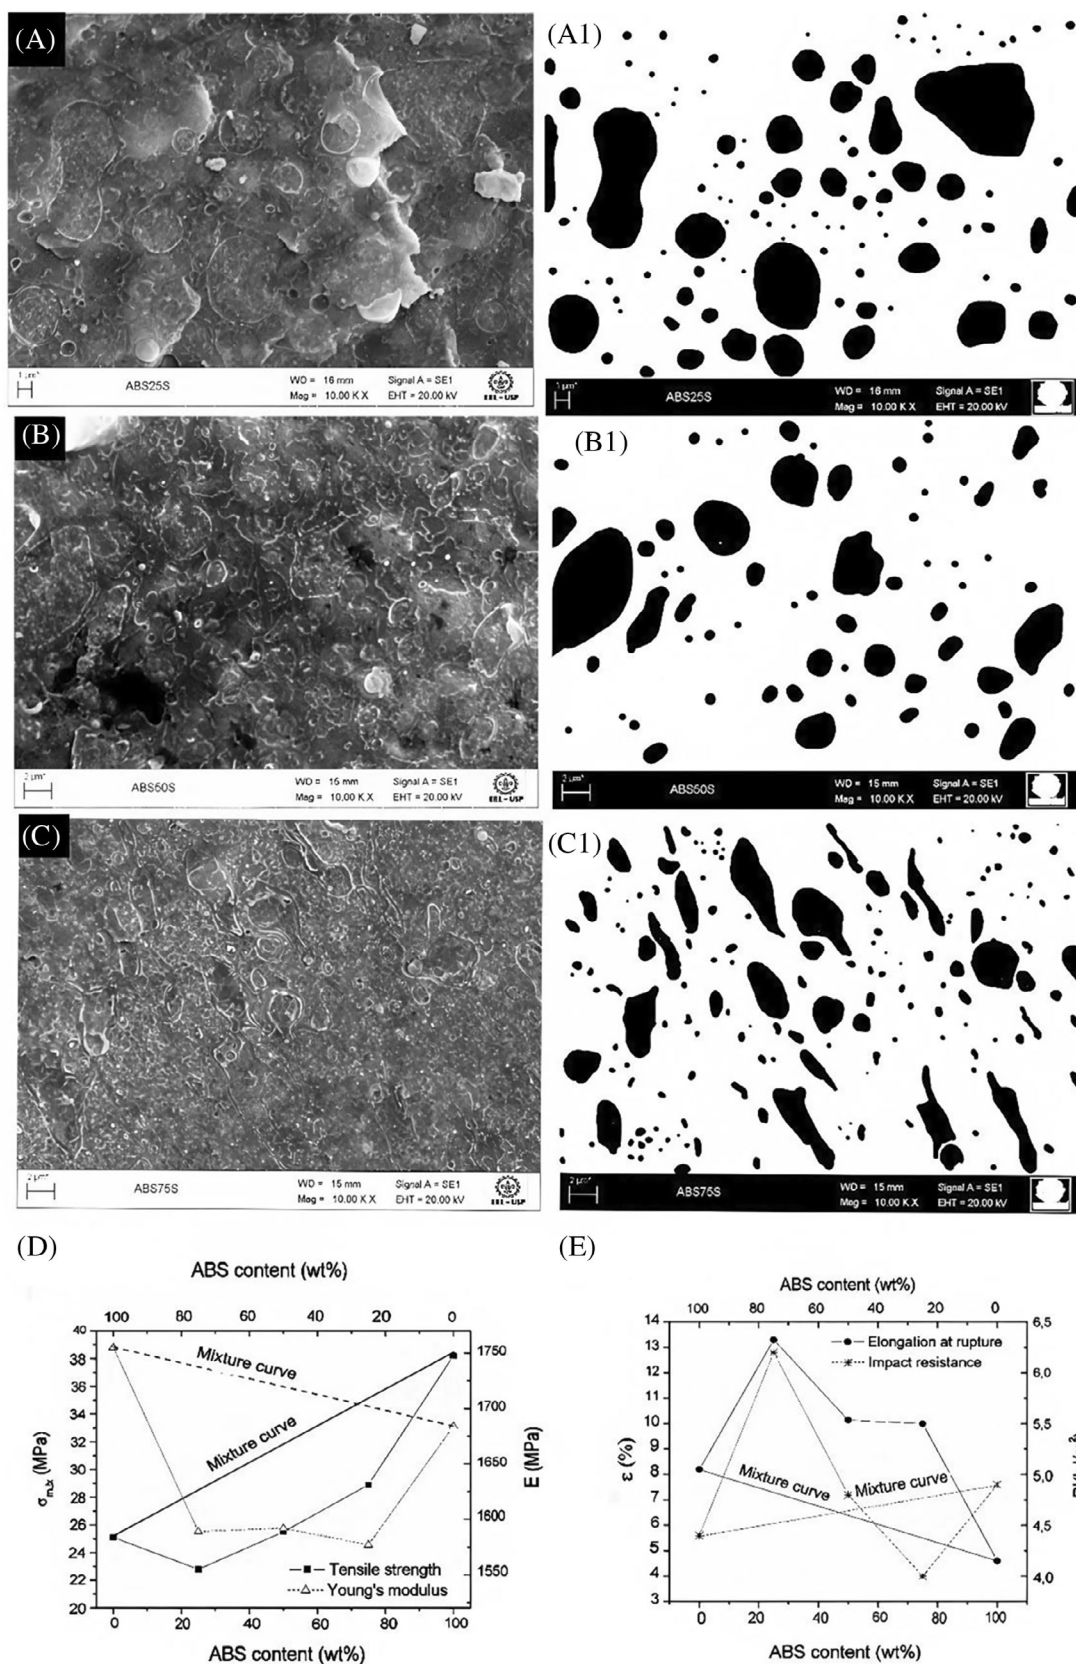 (A)
1 μm*
ABS25S
WD = 16 mm
Mag = 10.00 K X
Signal A = SE1
EHT = 20.00 kV
EEL-USP
(A1)
1 μm*
ABS25S
WD = 16 mm
Mag = 10.00 K X
Signal A = SE1
EHT = 20.00 kV
(B)
2 μm*
ABS50S
WD = 15 mm
Mag = 10.00 K X
Signal A = SE1
EHT = 20.00 kV
EEL-USP
(B1)
2 μm*
ABS50S
WD = 15 mm
Mag = 10.00 K X
Signal A = SE1
EHT = 20.00 kV
(C)
2 μm*
ABS75S
WD = 15 mm
Mag = 10.00 K X
Signal A = SE1
EHT = 20.00 kV
EEL-USP
(C1)
2 μm*
ABS75S
WD = 15 mm
Mag = 10.00 K X
Signal A = SE1
EHT = 20.00 kV
(D)
ABS content (wt%)
100 80 60 40 20 0
40
38
36
34
32
30
28
26
24
22
20
(MPa)
Mixture curve
Mixture curve
Tensile strength
Young's modulus
1750
1700
1650
1600
1550
E (MPa)
0 20 40 60 80 100
ABS content (wt%)
(E)
ABS content (wt%)
100 80 60 40 20 0
14
13
12
11
10
9
8
7
6
5
4
3
ε (%)
Elongation at rupture
Impact resistance
Mixture curve
Mixture curve
6,5
6,0
5,5
5,0
4,5
4,0
0 20 40 60 80 100
ABS content (wt%)